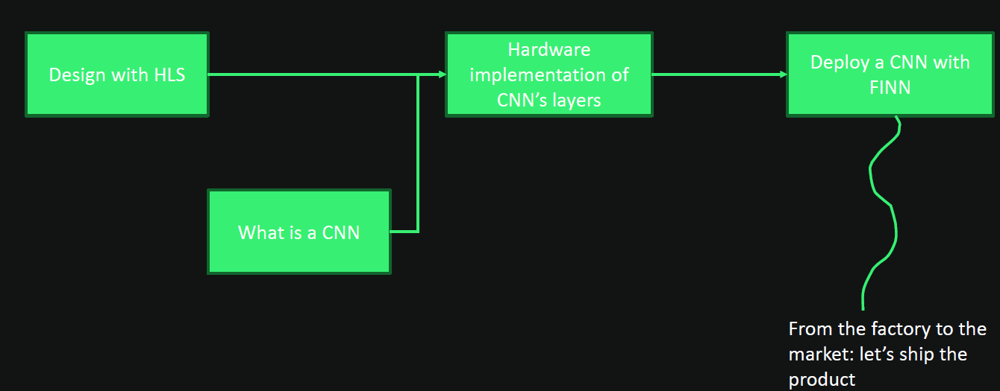 Design with HLS
Hardware
implementation of
CNN’s layers
Deploy a CNN with
FINN
What is a CNN
From the factory to the
market: let’s ship the
product